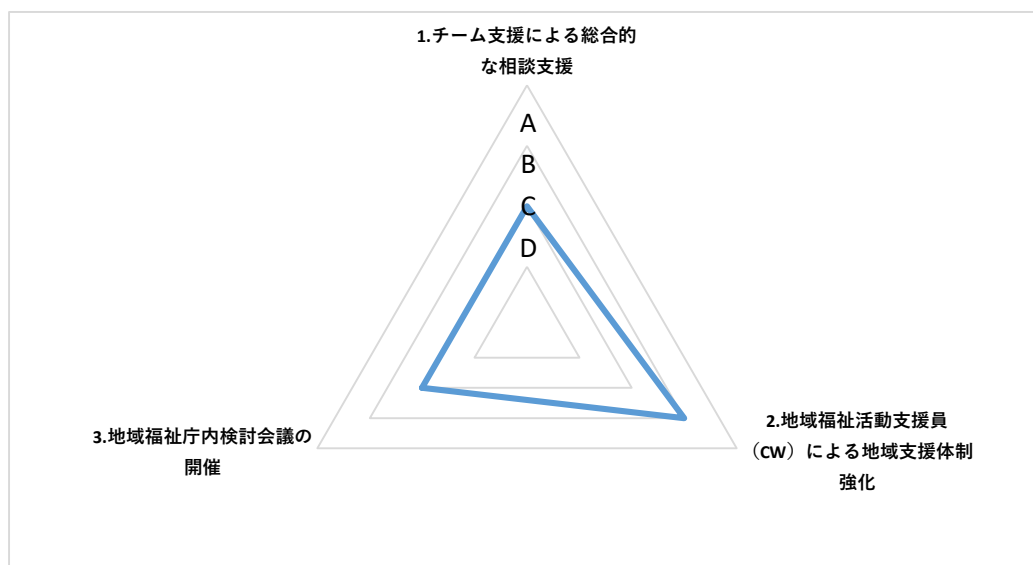 1.チーム支援による総合的
な相談支援
A
B
C
D
2.地域福祉活動支援員
（CW）による地域支援体制
強化
3.地域福祉庁内検討会議の
開催